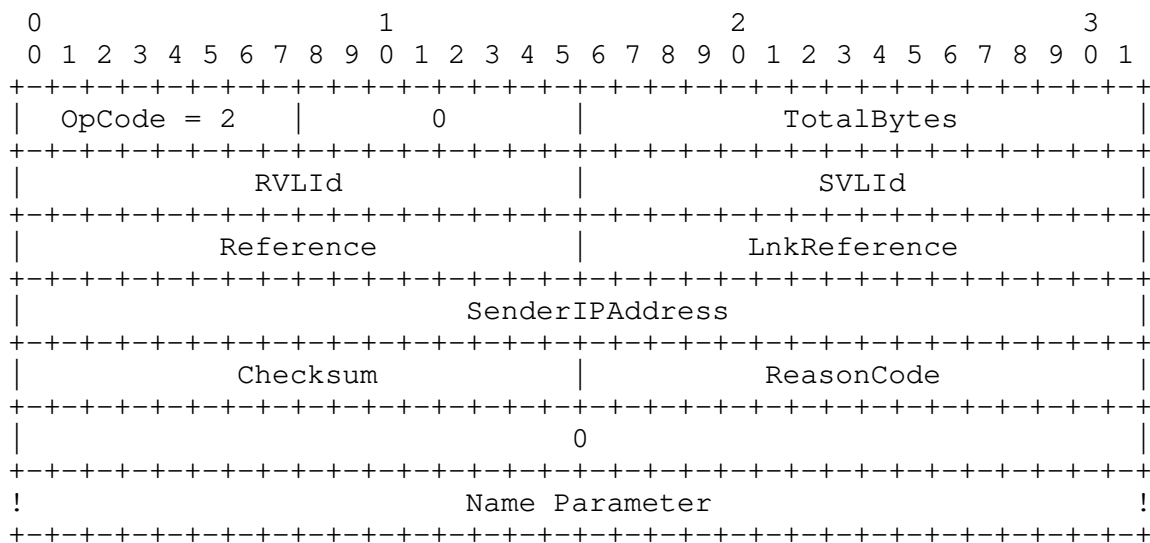 0                   1                   2                   3
 0 1 2 3 4 5 6 7 8 9 0 1 2 3 4 5 6 7 8 9 0 1 2 3 4 5 6 7 8 9 0 1
+-+-+-+-+-+-+-+-+-+-+-+-+-+-+-+-+-+-+-+-+-+-+-+-+-+-+-+-+-+-+-+-+
|  OpCode = 2   |       0       |           TotalBytes          |
+-+-+-+-+-+-+-+-+-+-+-+-+-+-+-+-+-+-+-+-+-+-+-+-+-+-+-+-+-+-+-+-+
|             RVLId             |             SVLId             |
+-+-+-+-+-+-+-+-+-+-+-+-+-+-+-+-+-+-+-+-+-+-+-+-+-+-+-+-+-+-+-+-+
|           Reference           |         LnkReference          |
+-+-+-+-+-+-+-+-+-+-+-+-+-+-+-+-+-+-+-+-+-+-+-+-+-+-+-+-+-+-+-+-+
|                         SenderIPAddress                       |
+-+-+-+-+-+-+-+-+-+-+-+-+-+-+-+-+-+-+-+-+-+-+-+-+-+-+-+-+-+-+-+-+
|            Checksum           |          ReasonCode           |
+-+-+-+-+-+-+-+-+-+-+-+-+-+-+-+-+-+-+-+-+-+-+-+-+-+-+-+-+-+-+-+-+
|                               0                               |
+-+-+-+-+-+-+-+-+-+-+-+-+-+-+-+-+-+-+-+-+-+-+-+-+-+-+-+-+-+-+-+-+
!                         Name Parameter                        !
+-+-+-+-+-+-+-+-+-+-+-+-+-+-+-+-+-+-+-+-+-+-+-+-+-+-+-+-+-+-+-+-+